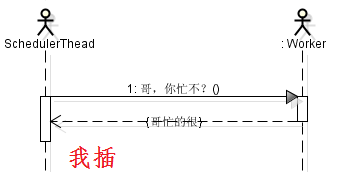 SchedulerThead
: Worker
1: 哥，你忙不？()
{哥忙的很}
我插